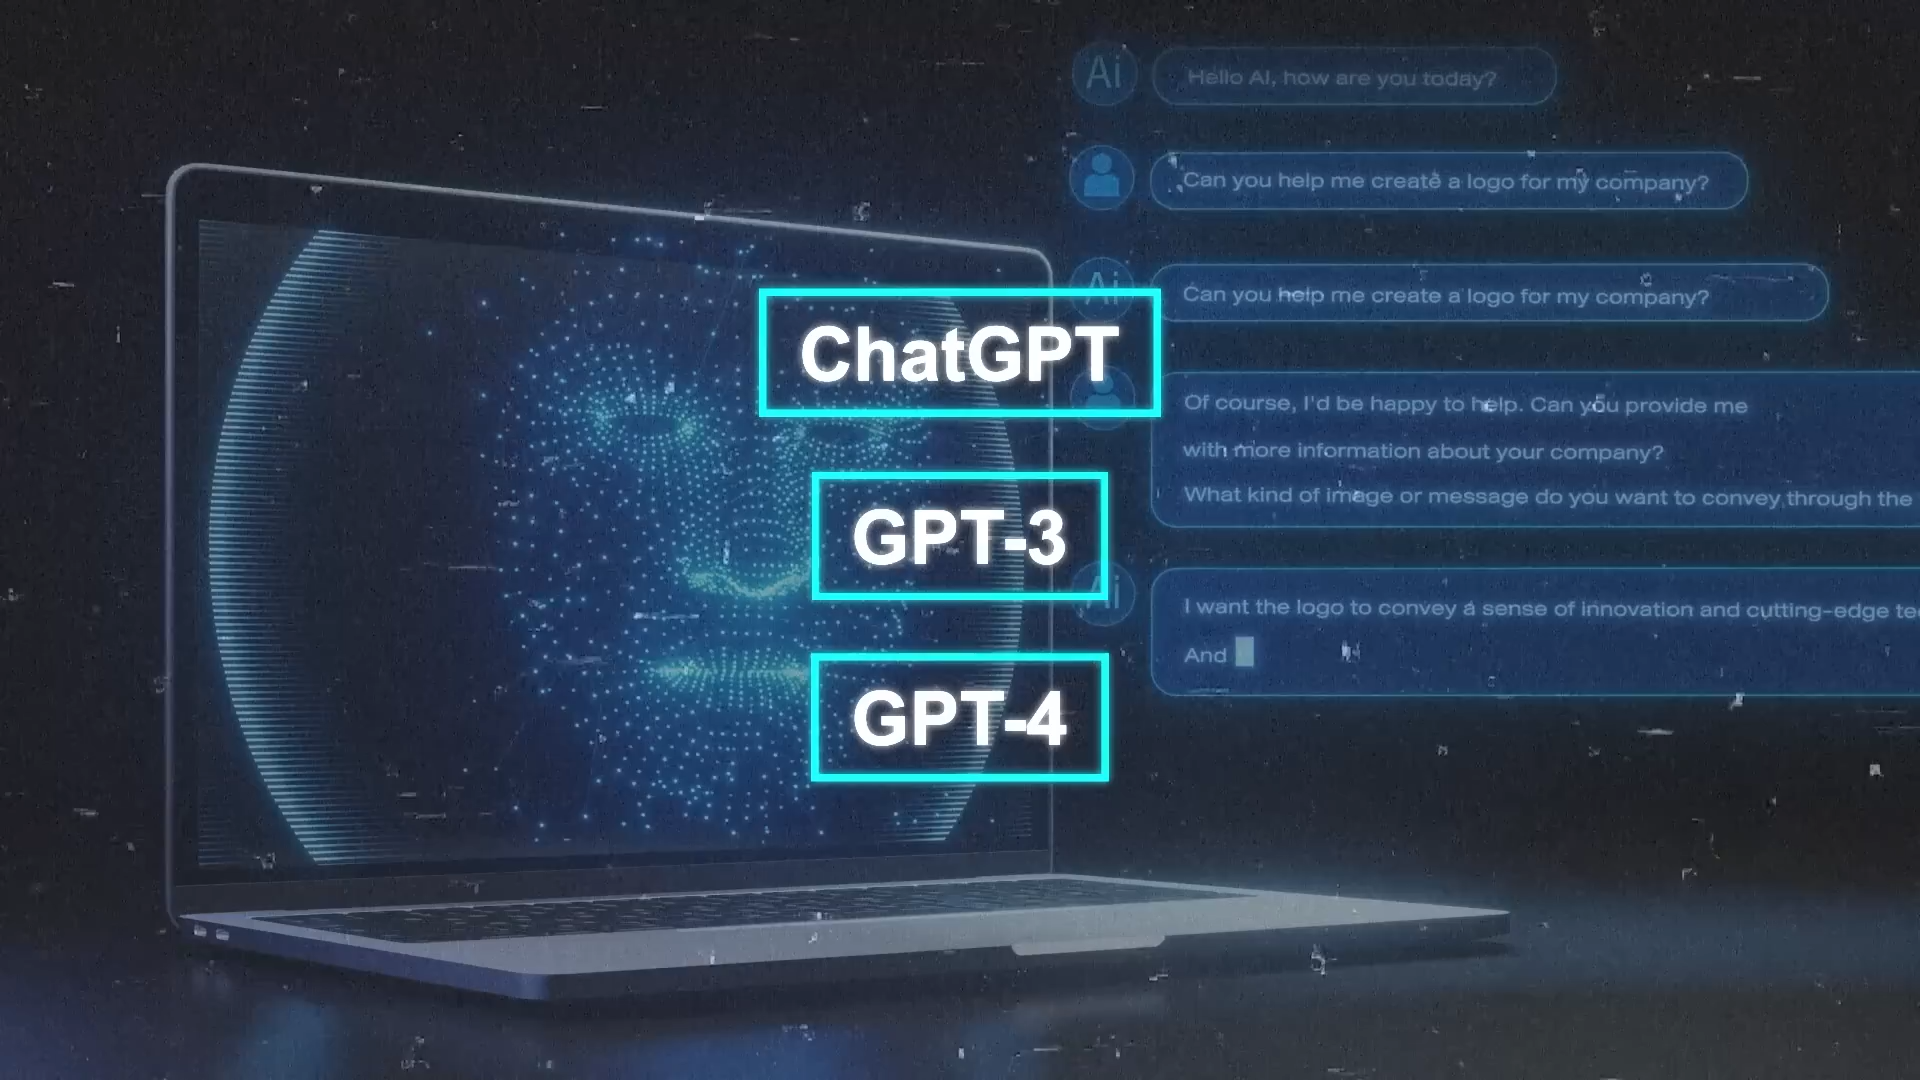 Ai
Hello AI, how are you today?
Can you help me create a logo for my company?
Ai
Can you help me create a logo for my company?
ChatGPT
Of course, I'd be happy to help. Can you provide me
with more information about your company?
What kind of image or message do you want to convey through the
GPT-3
Ai
I want the logo to convey a sense of innovation and cutting-edge
And
GPT-4